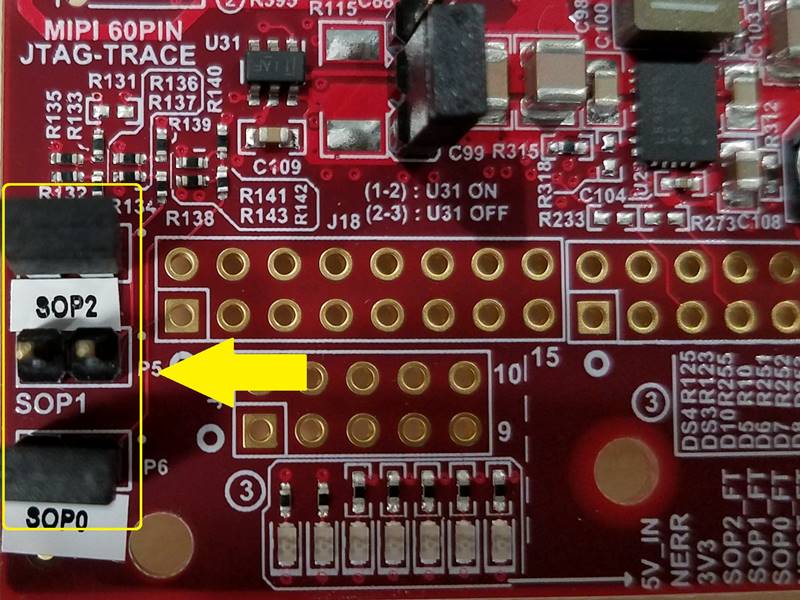 2 R395
R115 C88
MIPI 60PIN
JTAG-TRACE
U31
R131
R136
R137
R140
R135
R133
R139
C109
C99
R315
R318
C104
R312
C98
C100
R132
R134
R138
R141
R143
R142
(1-2) : U31 ON
(2-3) : U31 OFF
J18
R233
R273
C108
SOP2
P5
SOP1
P6
SOP0
15
10
9
3
3
DS4 R125
DS3 R123
D10 R255
D5 R10
D6 R251
D7 R252
5V_IN
NERR
3V3
SOP2_FT
SOP1_FT
SOP0_FT